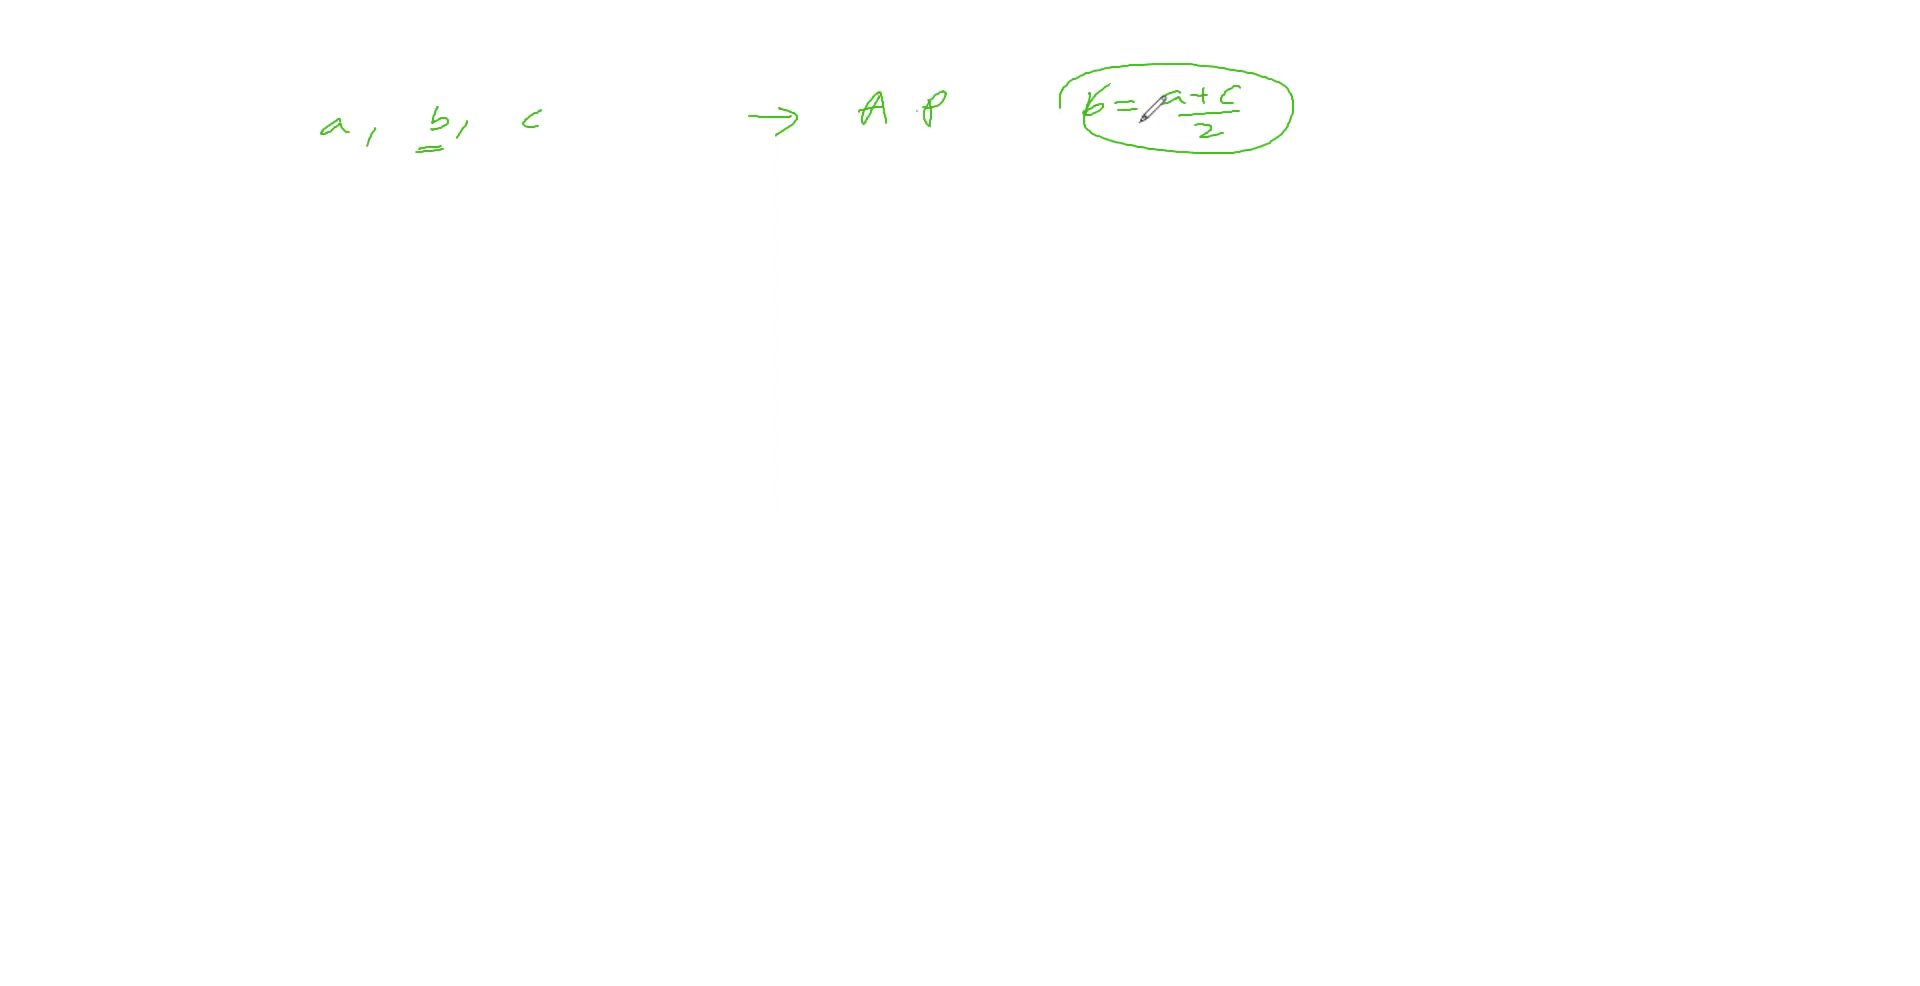 a, b, c → A.P b = a+c/2